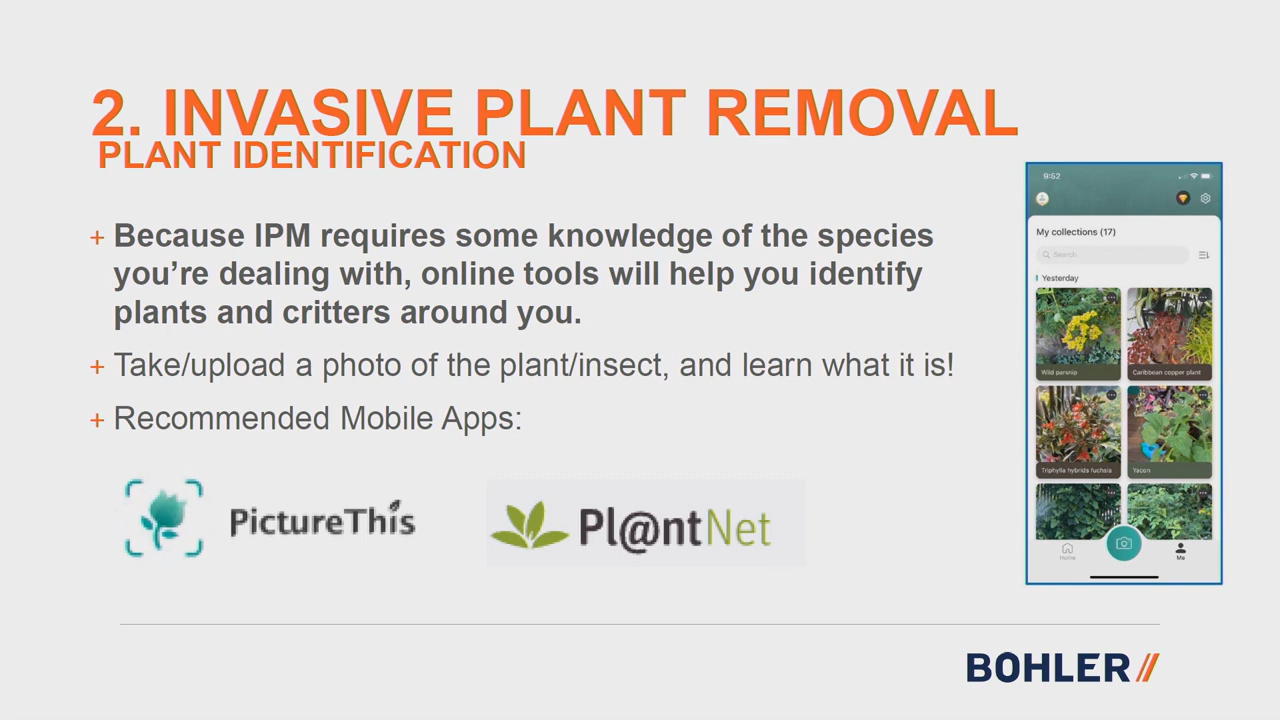 2. INVASIVE PLANT REMOVAL
PLANT IDENTIFICATION
+ Because IPM requires some knowledge of the species
you’re dealing with, online tools will help you identify
plants and critters around you.
+ Take/upload a photo of the plant/insect, and learn what it is!
+ Recommended Mobile Apps:
PictureThis
Pl@ntNet
9:52
My collections (17)
Search
Yesterday
Wild parsnip
Caribbean copper plant
Triphylla hybrids fuchsia
Yacon
Home
Me
BOHLER//